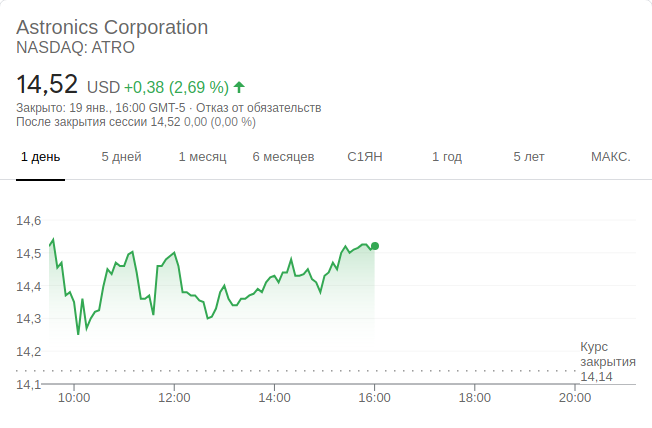 Astronics Corporation
NASDAQ: ATRO
14,52 USD +0,38 (2,69 %)
Закрыто: 19 янв., 16:00 GMT-5 · Отказ от обязательств
После закрытия сессии 14,52 0,00 (0,00 %)
1 день 5 дней 1 месяц 6 месяцев С1ЯН 1 год 5 лет МАКС.
14,6
14,5
14,4
14,3
14,2
14,1
Курс
закрытия
14,14
10:00 12:00 14:00 16:00 18:00 20:00